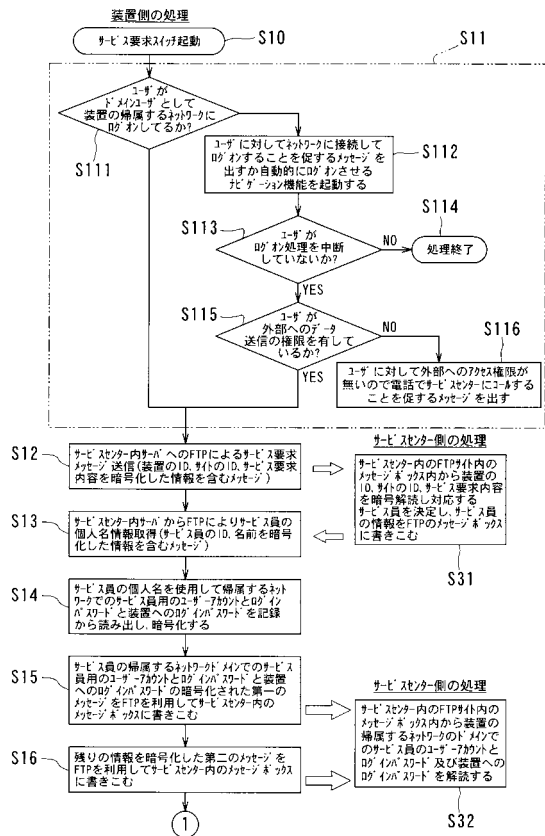 装置側の処理
サービス要求スイッチ起動
S10
S11
ユーザが
ドメインユーザとして
装置の帰属するネットワークに
ログオンしてるか?
S111
ユーザに対してネットワークに接続して
ログオンすることを促するメッセージを
出すか自動的にログオンさせる
ナビゲーション機能を起動する
S112
S113
ユーザが
ログオン処理を中断
していないか?
NO
S114
処理終了
YES
S115
ユーザが
外部へのデータ
送信の権限を有して
いるか?
NO
S116
YES
ユーザに対して外部へのアクセス権限が
無いので電話でサービスセンターにコールする
ことを促するメッセージを出す
S12
サービスセンター内サーバへのFTPによるサービス要求
メッセージ送信(装置のID、サイトのID、サービス要求
内容を暗号化した情報を含むメッセージ)
サービスセンター側の処理
サービスセンター内のFTPサイト内の
メッセージボックス内から装置の
ID、サイトのID、サービス要求内容
を暗号解読し対応する
サービス員を決定し、サービス員
の情報をFTPのメッセージボックス
に書きこむ
S31
S13
サービスセンター内サーバからFTPによりサービス員の
個人名情報取得(サービス員のID、名前を暗号
化した情報を含むメッセージ)
S14
サービス員の個人名を使用して帰属するネット
ワークでのサービス員用のユーザーアカウントとログイン
パスワードと装置へのログインパスワードを記録
から読み出し、暗号化する
S15
サービス員の帰属するネットワークドメインでのサービス
員用のユーザーアカウントとログインパスワードと装置
へのログインパスワードの暗号化された第一の
メッセージをFTPを利用してサービスセンター内の
メッセージボックスに書きこむ
サービスセンター側の処理
サービスセンター内のFTPサイト内の
メッセージボックス内から装置の
帰属するネットワークのドメインで
のサービス員のユーザーアカウントと
ログインパスワード及び装置への
ログインパスワードを解読する
S32
S16
残りの情報を暗号化した第二のメッセージを
FTPを利用してサービスセンター内のメッセージボックス
に書きこむ
1